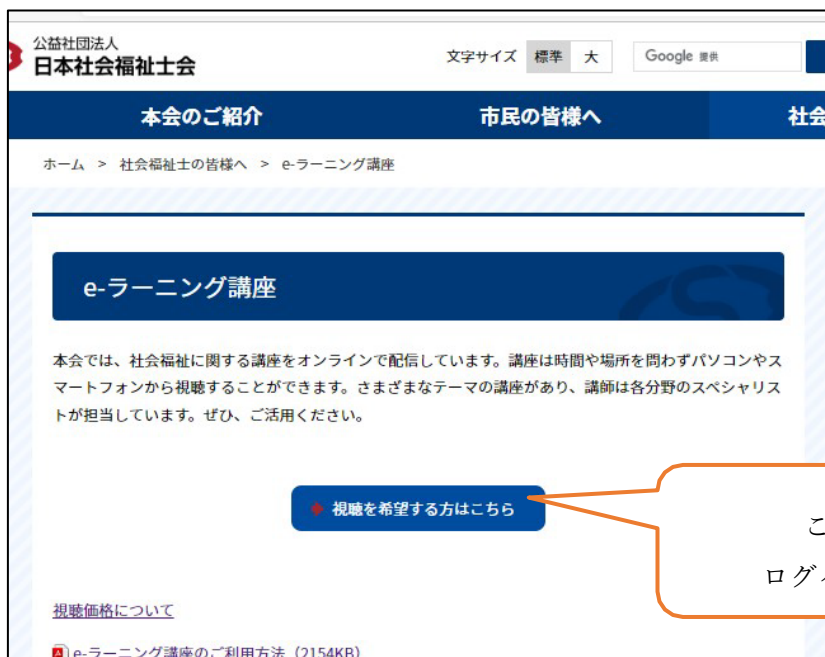 公益社団法人
日本社会福祉士会
文字サイズ 標準 大 Google 提供
本会のご紹介 市民の皆様へ 社会
ホーム > 社会福祉士の皆様へ > e-ラーニング講座
e-ラーニング講座
本会では、社会福祉に関する講座をオンラインで配信しています。講座は時間や場所を問わずパソコンやス
マートフォンから視聴することができます。さまざまなテーマの講座があり、講師は各分野のスペシャリス
トが担当しています。ぜひ、ご活用ください。
視聴を希望する方はこちら
こ
ログイ
視聴価格について
e-ラーニング講座のご利用方法（2154KB）